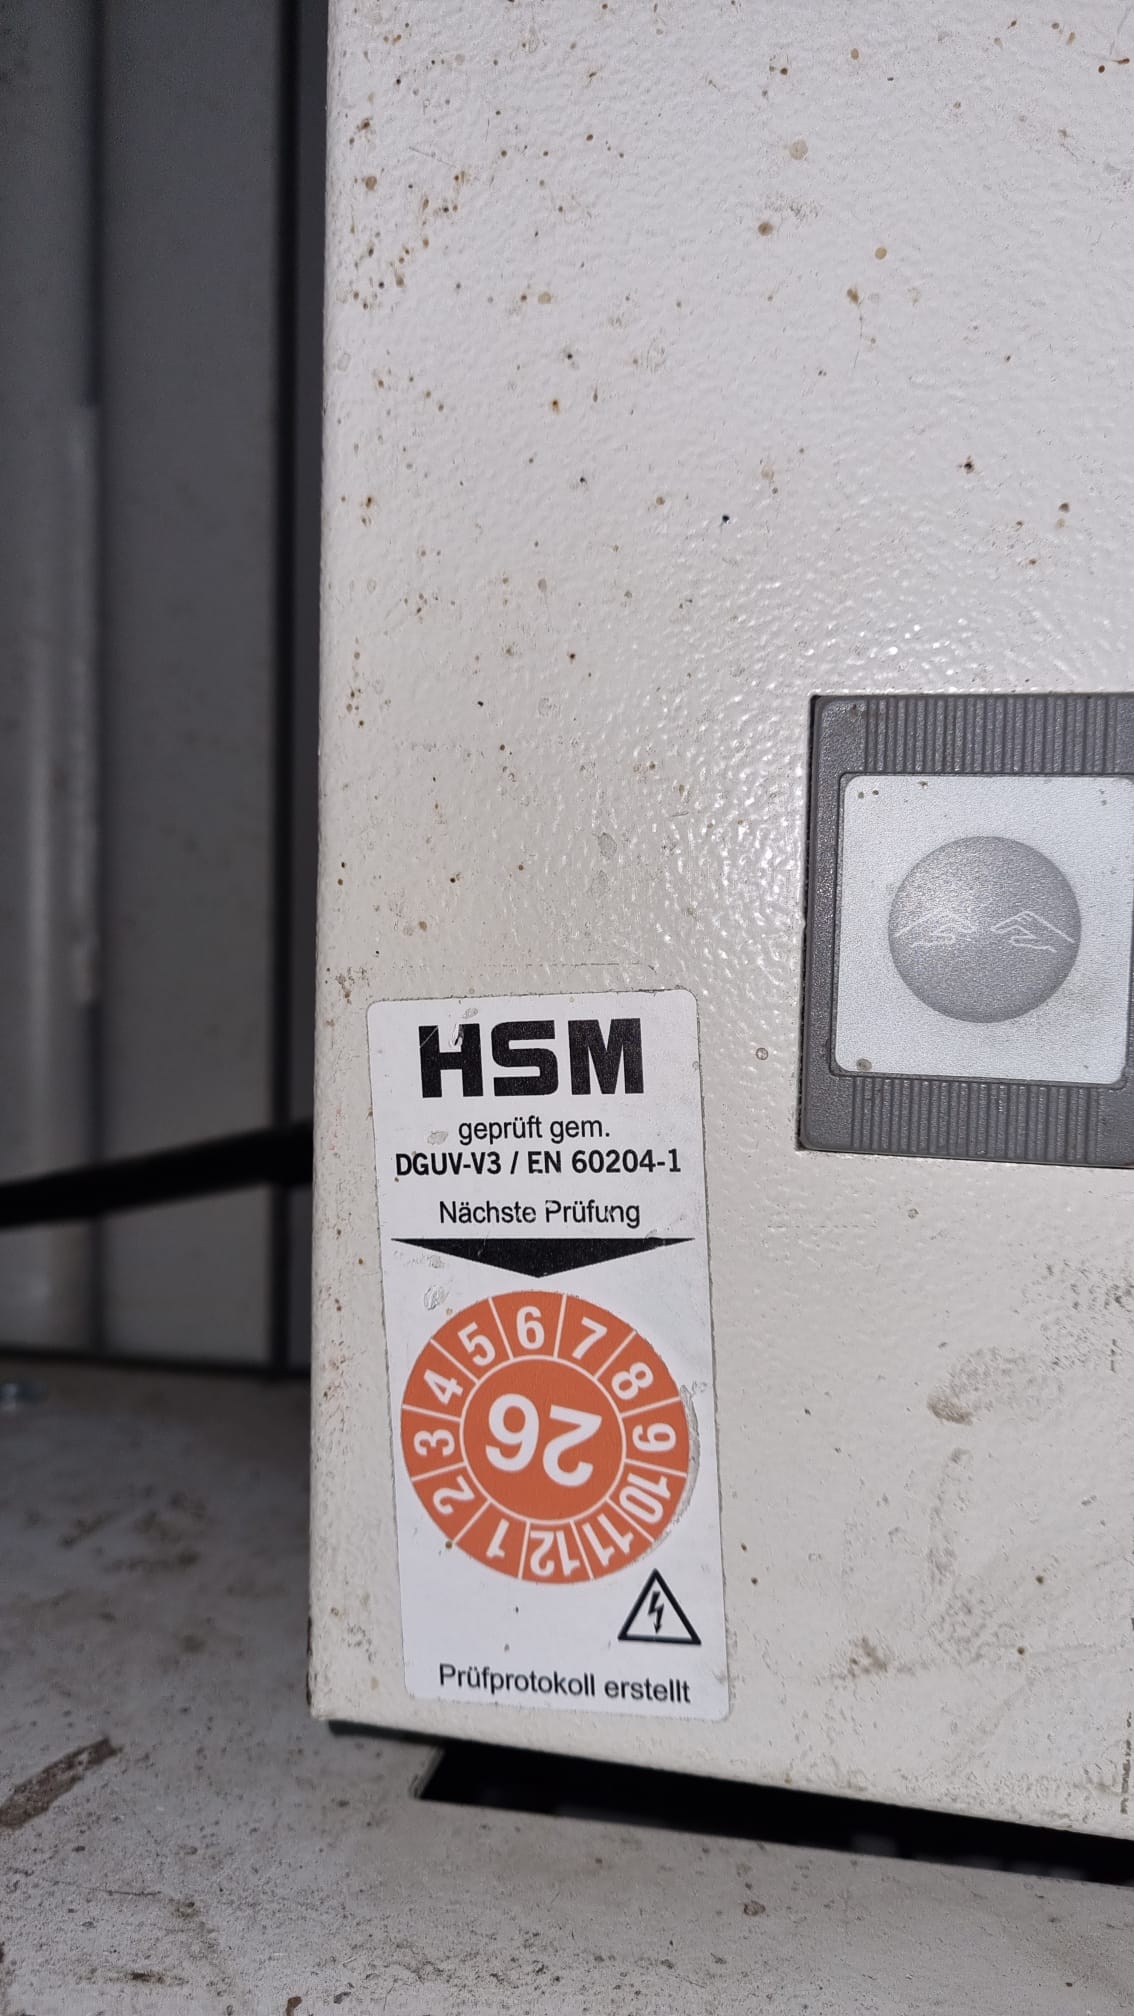 HSM
geprüft gem.
DGUV-V3 / EN 60204-1
Nächste Prüfung
1 2 3 4 5 6 7 8 9 10 11 12
26
Prüfprotokoll erstellt